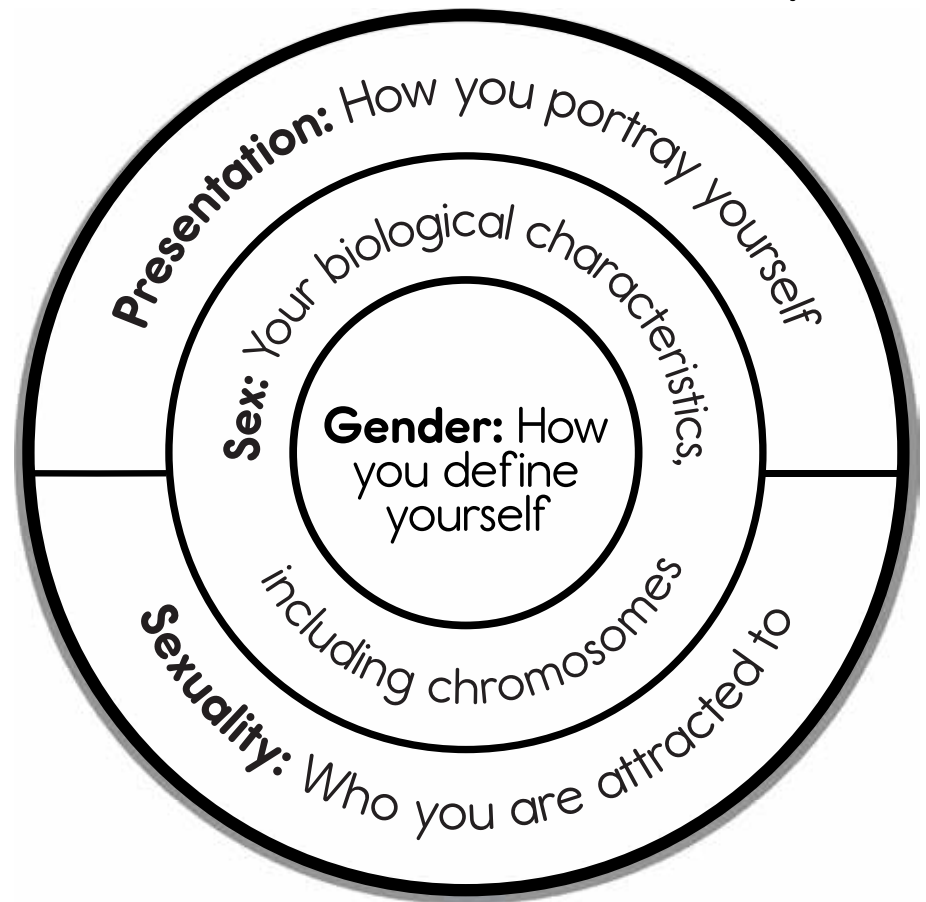 Presentation: How you portray yourself
Sex: Your biological characteristics,
including chromosomes
Gender: How
you define
yourself
Sexuality: Who you are attracted to